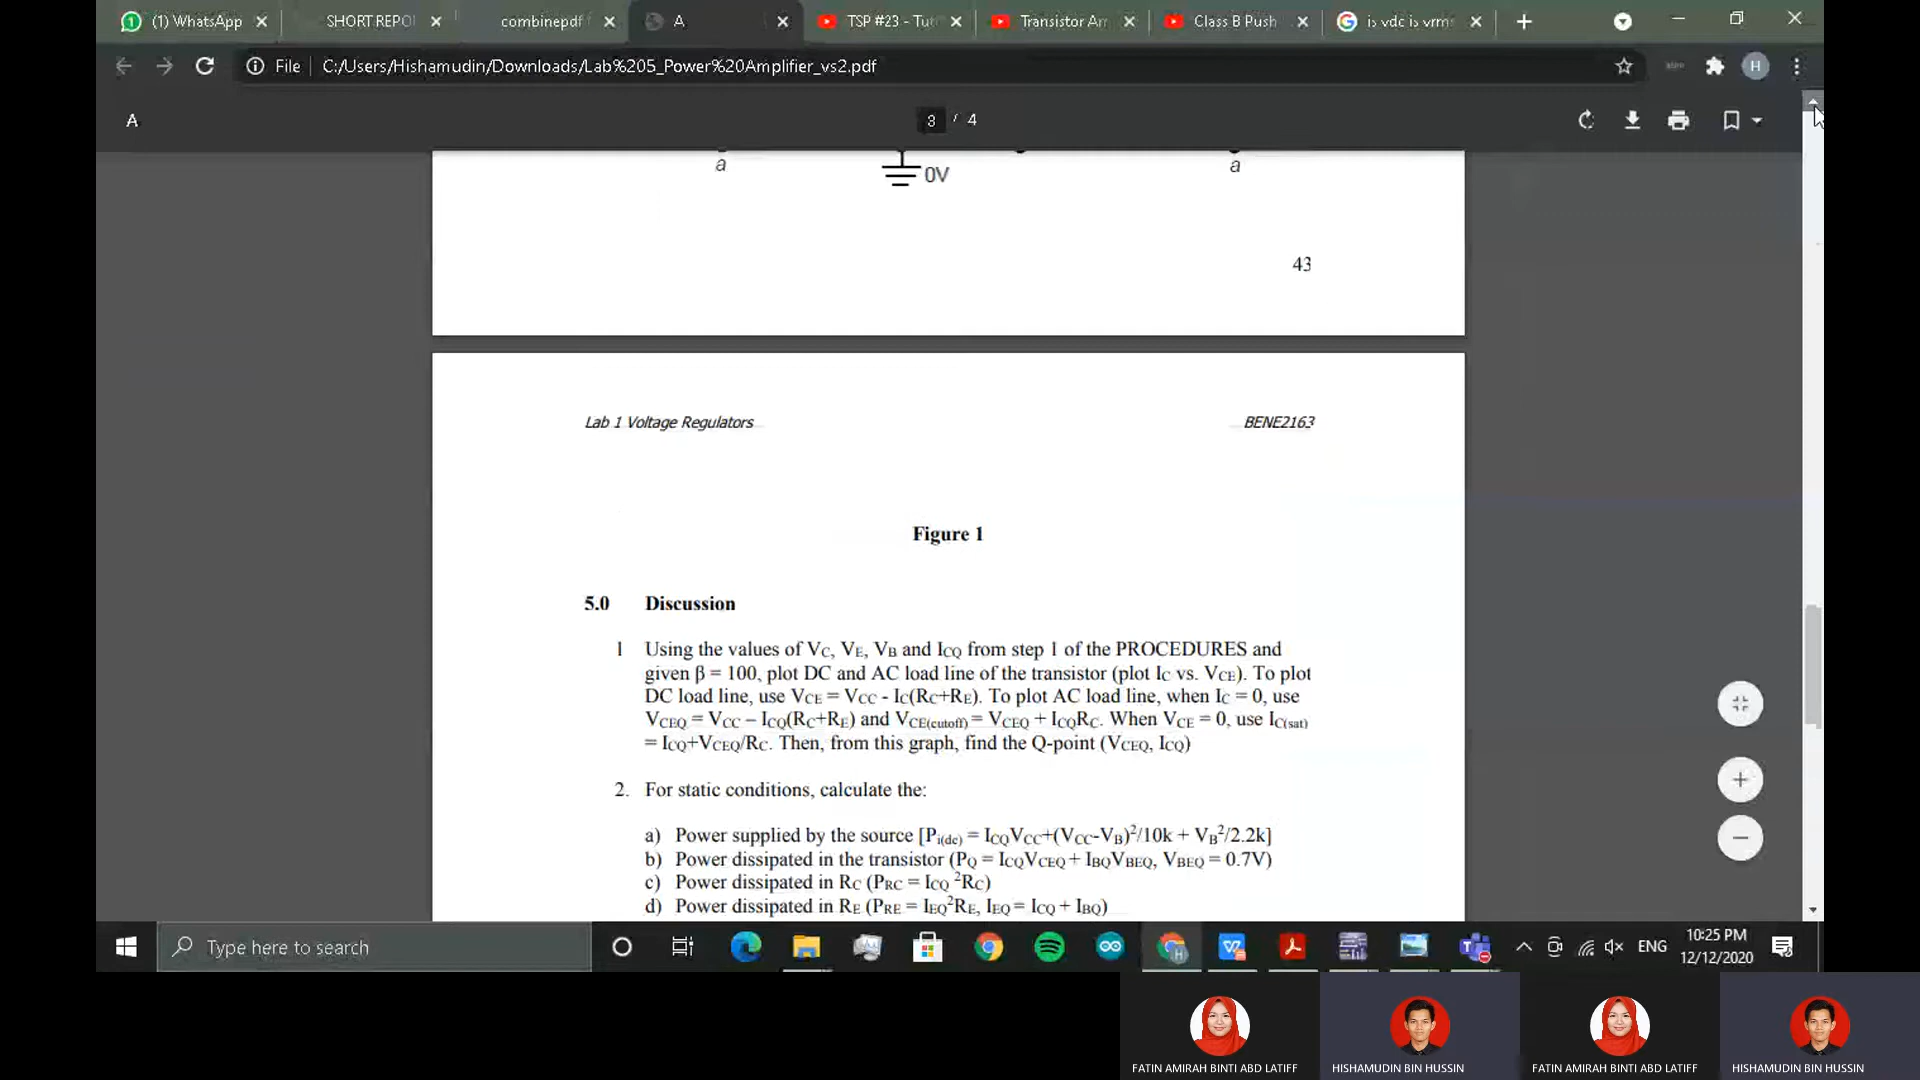 (1) WhatsApp
SHORT REPO
combinepdf
A
TSP #23 - Tut
Transistor Am
Class B Push
is vdc is vrms
File
C:/Users/Hishamudin/Downloads/Lab%205_Power%20Amplifier_vs2.pdf
H
A
3 / 4
a
0V
a
43
Lab 1 Voltage Regulators
BENE2163
Figure 1
5.0 Discussion
1 Using the values of VC, VE, VB and ICQ from step 1 of the PROCEDURES and
given β = 100, plot DC and AC load line of the transistor (plot IC vs. VCE). To plot
DC load line, use VCE = VCC - IC(RC+RE). To plot AC load line, when IC = 0, use
VCEQ = VCC – ICQ(RC+RE) and VCE(cutoff) = VCEQ + ICQRC. When VCE = 0, use IC(sat)
= ICQ+VCEQ/RC. Then, from this graph, find the Q-point (VCEQ, ICQ)
2. For static conditions, calculate the:
a) Power supplied by the source [Pi(dc) = ICQVCC+(VCC-VB)²/10k + VB²/2.2k]
b) Power dissipated in the transistor (PQ = ICQVCEQ + IBQVBEQ, VBEQ = 0.7V)
c) Power dissipated in RC (PRC = ICQ ²RC)
d) Power dissipated in RE (PRE = IEQ²RE, IEQ = ICQ + IBQ)
Type here to search
ENG
10:25 PM
12/12/2020
FATIN AMIRAH BINTI ABD LATIFF
HISHAMUDIN BIN HUSSIN
FATIN AMIRAH BINTI ABD LATIFF
HISHAMUDIN BIN HUSSIN